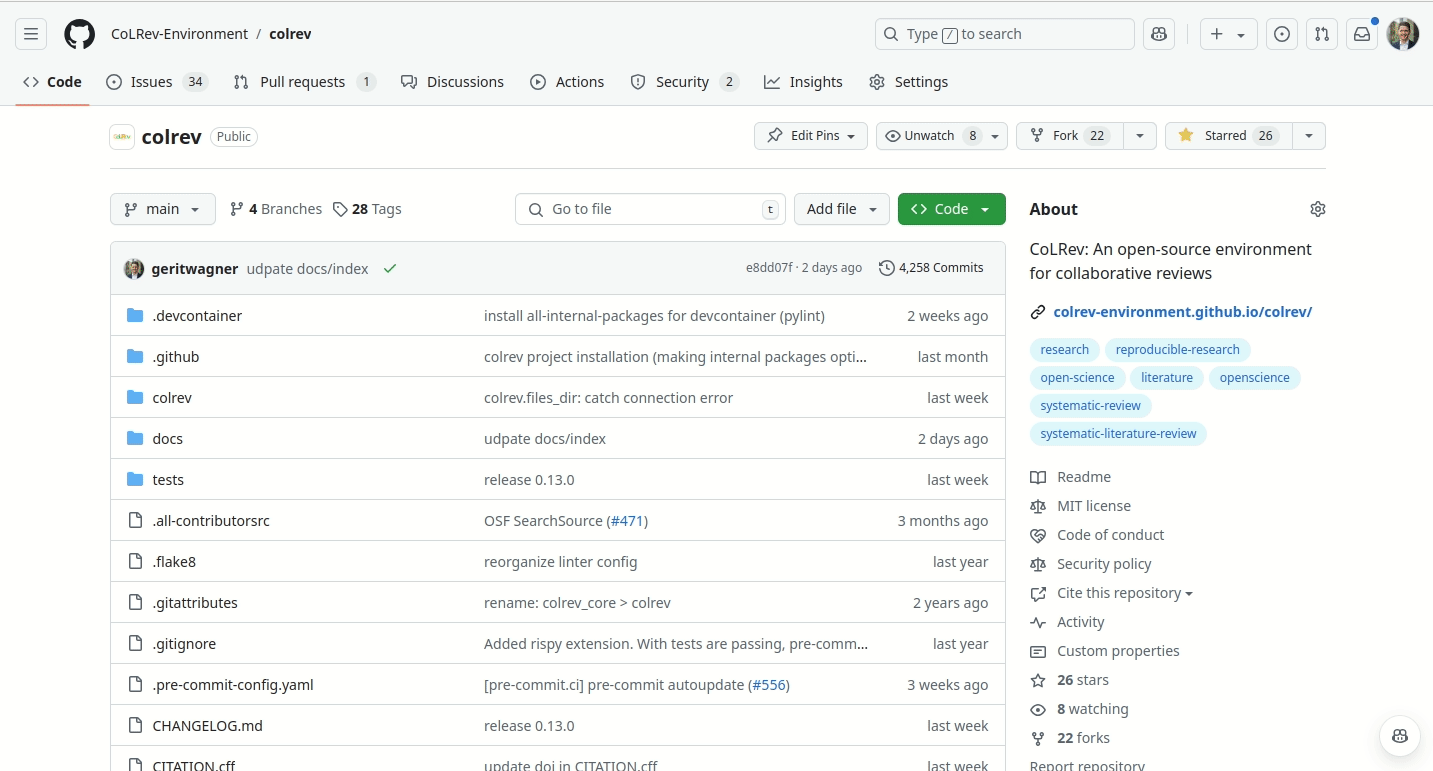 CoLRev-Environment / colrev
Type / to search
Code
Issues 34
Pull requests 1
Discussions
Actions
Security 2
Insights
Settings
colrev Public
Edit Pins
Unwatch 8
Fork 22
Starred 26
main
4 Branches
28 Tags
Go to file t
Add file
Code
geritwagner udpate docs/index e8dd07f · 2 days ago 4,258 Commits
.devcontainer install all-internal-packages for devcontainer (pylint) 2 weeks ago
.github colrev project installation (making internal packages opti... last month
colrev colrev.files_dir: catch connection error last week
docs udpate docs/index 2 days ago
tests release 0.13.0 last week
.all-contributorsrc OSF SearchSource (#471) 3 months ago
.flake8 reorganize linter config last year
.gitattributes rename: colrev_core > colrev 2 years ago
.gitignore Added rispy extension. With tests are passing, pre-comm... last year
.pre-commit-config.yaml [pre-commit.ci] pre-commit autoupdate (#556) 3 weeks ago
CHANGELOG.md release 0.13.0 last week
CITATION.cff update doi in CITATION.cff last week
About
CoLRev: An open-source environment
for collaborative reviews
colrev-environment.github.io/colrev/
research reproducible-research
open-science literature openscience
systematic-review
systematic-literature-review
Readme
MIT license
Code of conduct
Security policy
Cite this repository
Activity
Custom properties
26 stars
8 watching
22 forks
Report repository